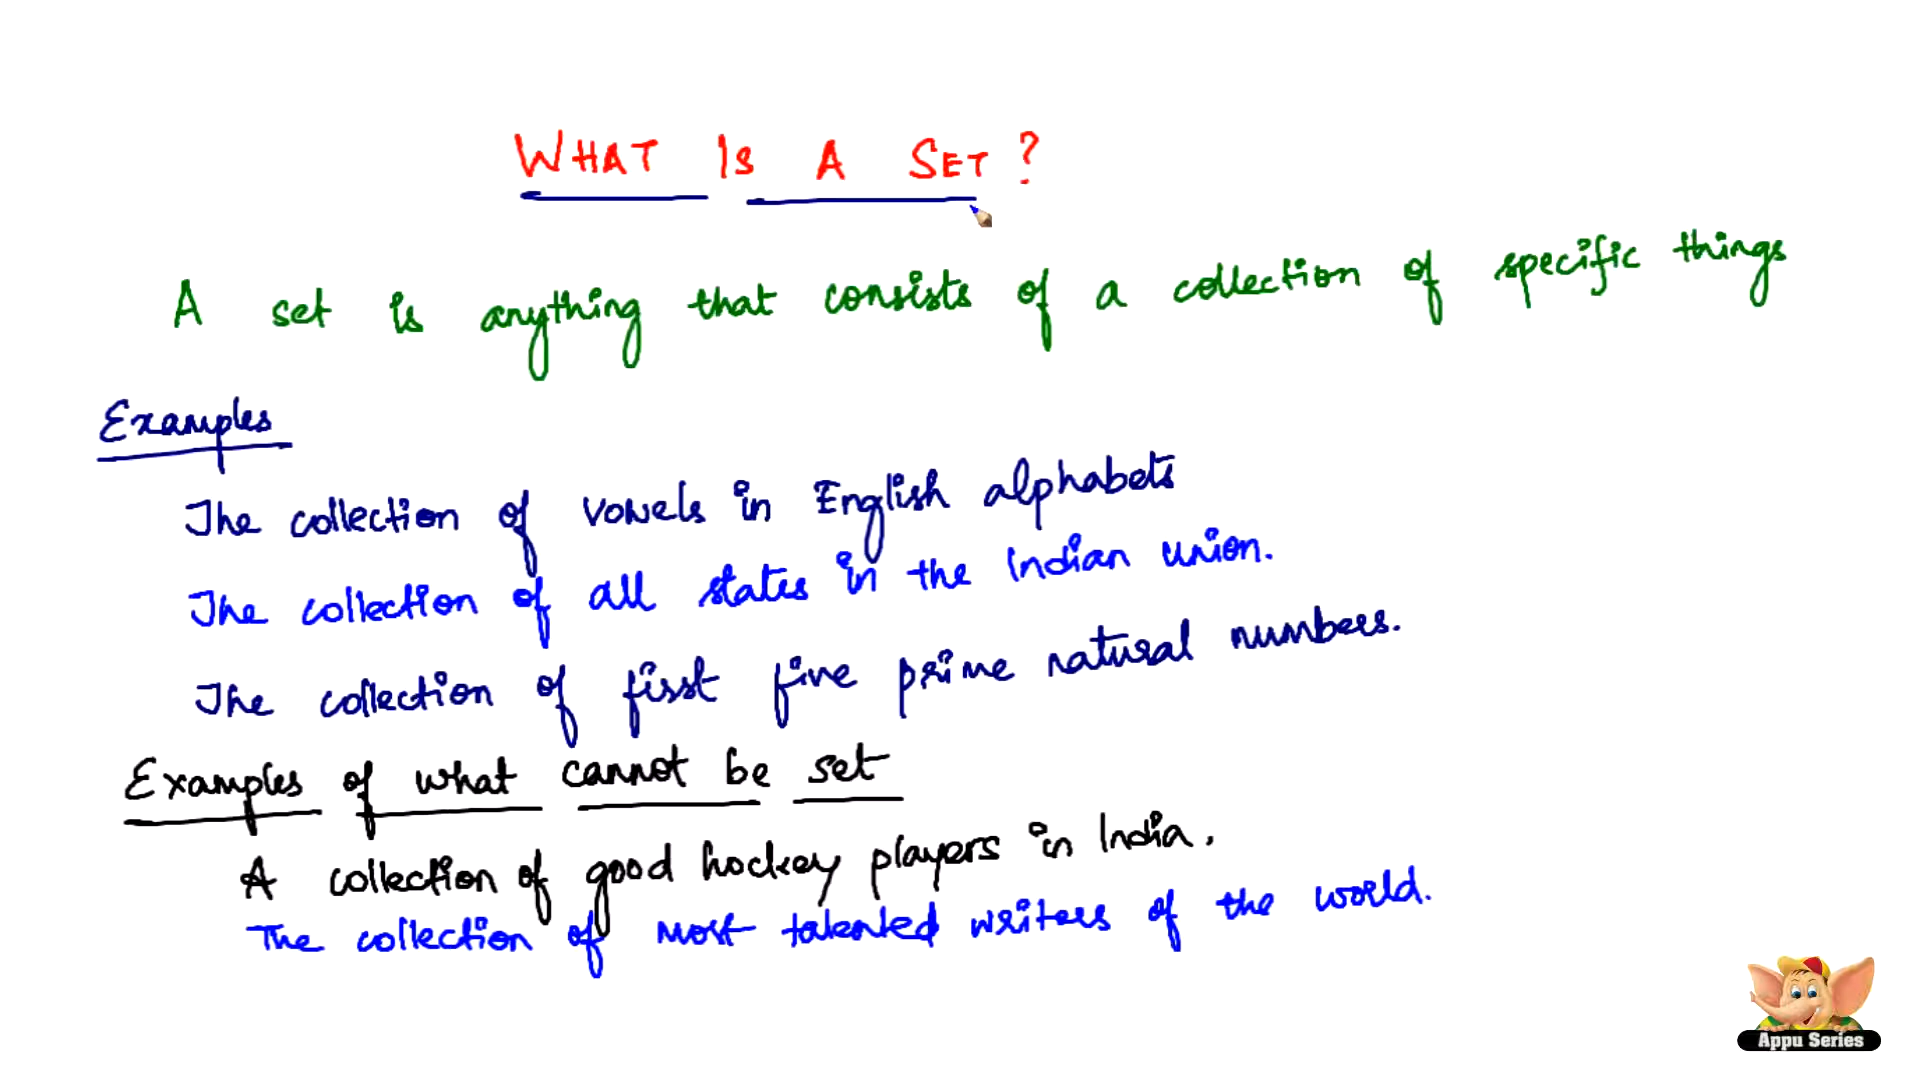 WHAT IS A SET?
A set is anything that consists of a collection of specific things
Examples
The collection of vowels in English alphabets
The collection of all states in the Indian union.
The collection of first five prime natural numbers.
Examples of what cannot be set
A collection of good hockey players in India.
The collection of most talented writers of the world.
Appu Series